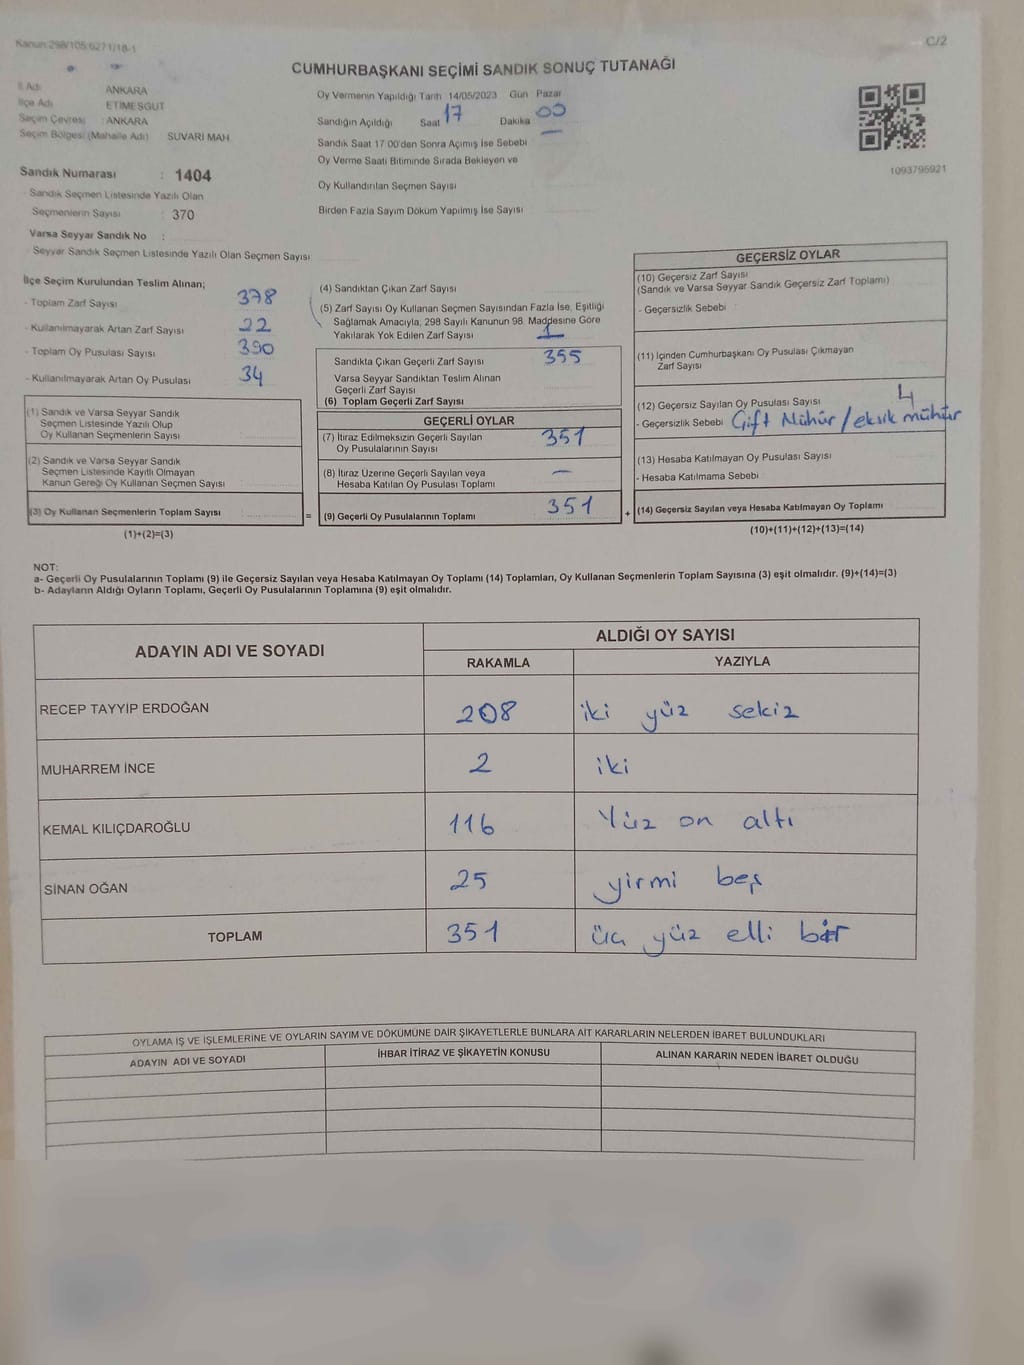 Kanun:298/105;6271/18-1
C/2
CUMHURBAŞKANI SEÇİMİ SANDIK SONUÇ TUTANAĞI
İl Adı : ANKARA
İlçe Adı : ETİMESGUT
Seçim Çevresi : ANKARA
Seçim Bölgesi (Mahalle Adı) SUVARİ MAH
Sandık Numarası : 1404
- Sandık Seçmen Listesinde Yazılı Olan
Seçmenlerin Sayısı : 370
Varsa Seyyar Sandık No :
- Seyyar Sandık Seçmen Listesinde Yazılı Olan Seçmen Sayısı
Oy Vermenin Yapıldığı Tarih 14/05/2023 Gün Pazar
Sandığın Açıldığı Saat 17 Dakika 00
Sandık Saat 17:00'den Sonra Açımış İse Sebebi —
Oy Verme Saati Bitiminde Sırada Bekleyen ve
Oy Kullandırılan Seçmen Sayısı
Birden Fazla Sayım Döküm Yapılmış İse Sayısı
1093795921
İlçe Seçim Kurulundan Teslim Alınan;
- Toplam Zarf Sayısı 378
- Kullanılmayarak Artan Zarf Sayısı 22
- Toplam Oy Pusulası Sayısı 390
- Kullanılmayarak Artan Oy Pusulası 34
(1) Sandık ve Varsa Seyyar Sandık
Seçmen Listesinde Yazılı Olup
Oy Kullanan Seçmenlerin Sayısı
(2) Sandık ve Varsa Seyyar Sandık
Seçmen Listesinde Kayıtlı Olmayan
Kanun Gereği Oy Kullanan Seçmen Sayısı
(3) Oy Kullanan Seçmenlerin Toplam Sayısı
(1)+(2)=(3)
=
(4) Sandıktan Çıkan Zarf Sayısı
(5) Zarf Sayısı Oy Kullanan Seçmen Sayısından Fazla İse, Eşitliği
Sağlamak Amacıyla, 298 Sayılı Kanunun 98. Maddesine Göre
Yakılarak Yok Edilen Zarf Sayısı 1
Sandıkta Çıkan Geçerli Zarf Sayısı 355
Varsa Seyyar Sandıktan Teslim Alınan
Geçerli Zarf Sayısı
(6) Toplam Geçerli Zarf Sayısı
GEÇERLİ OYLAR
(7) İtiraz Edilmeksizin Geçerli Sayılan
Oy Pusulalarının Sayısı 351
(8) İtiraz Üzerine Geçerli Sayılan veya
Hesaba Katılan Oy Pusulası Toplamı —
(9) Geçerli Oy Pusulalarının Toplamı 351
+
GEÇERSİZ OYLAR
(10) Geçersiz Zarf Sayısı
(Sandık ve Varsa Seyyar Sandık Geçersiz Zarf Toplamı)
- Geçersizlik Sebebi :
(11) İçinden Cumhurbaşkanı Oy Pusulası Çıkmayan
Zarf Sayısı
(12) Geçersiz Sayılan Oy Pusulası Sayısı 4
- Geçersizlik Sebebi : Çift Mühür / eksik mühür
(13) Hesaba Katılmayan Oy Pusulası Sayısı
- Hesaba Katılmama Sebebi
(14) Geçersiz Sayılan veya Hesaba Katılmayan Oy Toplamı
(10)+(11)+(12)+(13)=(14)
NOT:
a- Geçerli Oy Pusulalarının Toplamı (9) ile Geçersiz Sayılan veya Hesaba Katılmayan Oy Toplamı (14) Toplamları, Oy Kullanan Seçmenlerin Toplam Sayısına (3) eşit olmalıdır. (9)+(14)=(3)
b- Adayların Aldığı Oyların Toplamı, Geçerli Oy Pusulalarının Toplamına (9) eşit olmalıdır.
ADAYIN ADI VE SOYADI
ALDIĞI OY SAYISI
RAKAMLA YAZIYLA
RECEP TAYYİP ERDOĞAN 208 iki yüz sekiz
MUHARREM İNCE 2 iki
KEMAL KILIÇDAROĞLU 116 Yüz on altı
SİNAN OĞAN 25 yirmi beş
TOPLAM 351 üç yüz elli bir
OYLAMA İŞ VE İŞLEMLERİNE VE OYLARIN SAYIM VE DÖKÜMÜNE DAİR ŞİKAYETLERLE BUNLARA AİT KARARLARIN NELERDEN İBARET BULUNDUKLARI
ADAYIN ADI VE SOYADI İHBAR İTİRAZ VE ŞİKAYETİN KONUSU ALINAN KARARIN NEDEN İBARET OLDUĞU